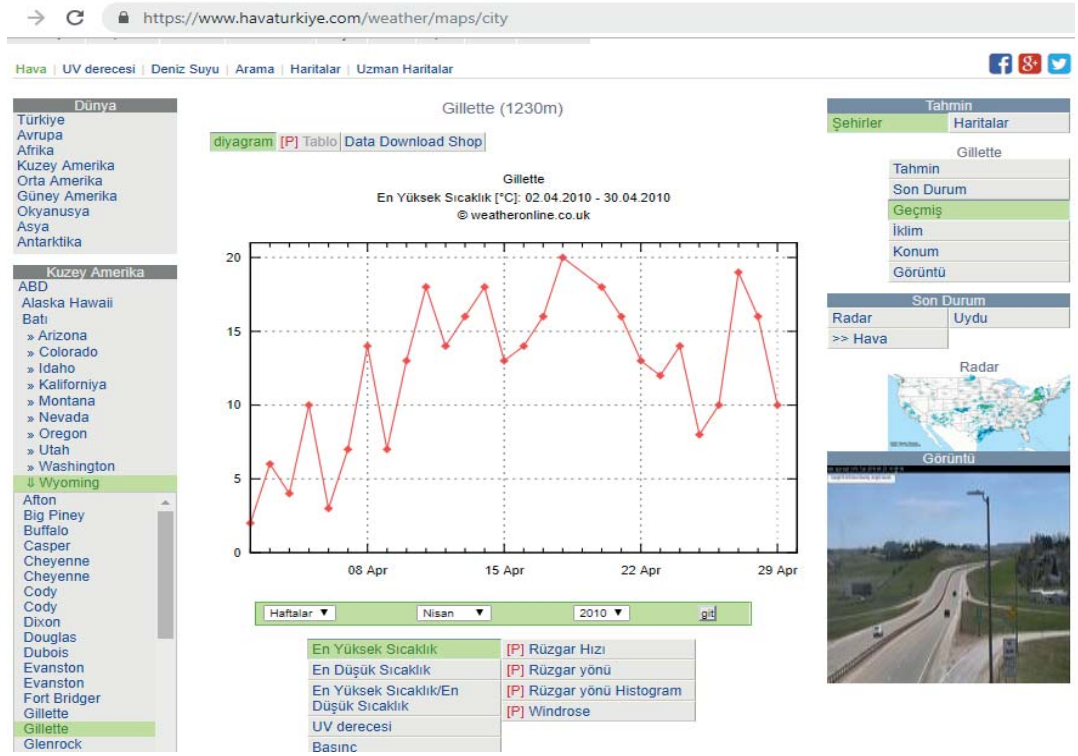 https://www.havaturkiye.com/weather/maps/city
Hava | UV derecesi | Deniz Suyu | Arama | Haritalar | Uzman Haritalar
Dünya
Türkiye
Avrupa
Afrika
Kuzey Amerika
Orta Amerika
Güney Amerika
Okyanusya
Asya
Antarktika
Kuzey Amerika
ABD
Alaska Hawaii
Batı
» Arizona
» Colorado
» Idaho
» Kaliforniya
» Montana
» Nevada
» Oregon
» Utah
» Washington
⇓ Wyoming
Afton
Big Piney
Buffalo
Casper
Cheyenne
Cheyenne
Cody
Cody
Dixon
Douglas
Dubois
Evanston
Evanston
Fort Bridger
Gillette
Gillette
Glenrock
Gillette (1230m)
diyagram [P] Tablo Data Download Shop
Gillette
En Yüksek Sıcaklık [°C]: 02.04.2010 - 30.04.2010
© weatheronline.co.uk
20
15
10
5
0
08 Apr 15 Apr 22 Apr 29 Apr
Haftalar ▼ Nisan ▼ 2010 ▼ git
En Yüksek Sıcaklık [P] Rüzgar Hızı
En Düşük Sıcaklık [P] Rüzgar yönü
En Yüksek Sıcaklık/En [P] Rüzgar yönü Histogram
Düşük Sıcaklık [P] Windrose
UV derecesi
Basınç
Tahmin
Şehirler Haritalar
Gillette
Tahmin
Son Durum
Geçmiş
İklim
Konum
Görüntü
Son Durum
Radar Uydu
>> Hava
Radar
Görüntü